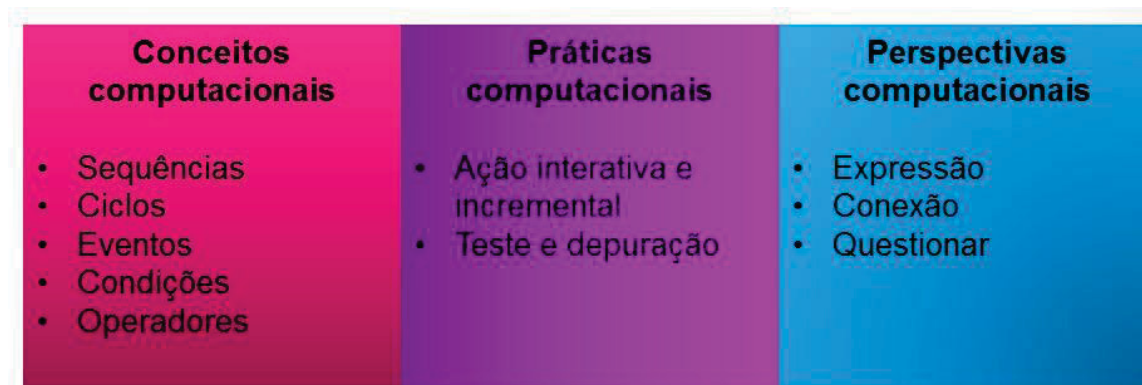 Conceitos
computacionais
• Sequências
• Ciclos
• Eventos
• Condições
• Operadores
Práticas
computacionais
• Ação interativa e
incremental
• Teste e depuração
Perspectivas
computacionais
• Expressão
• Conexão
• Questionar